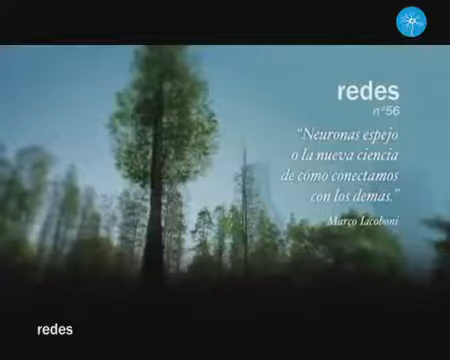 redes
nº56
“Neuronas espejo
o la nueva ciencia
de cómo conectamos
con los demás.”
Marco Iacoboni
redes